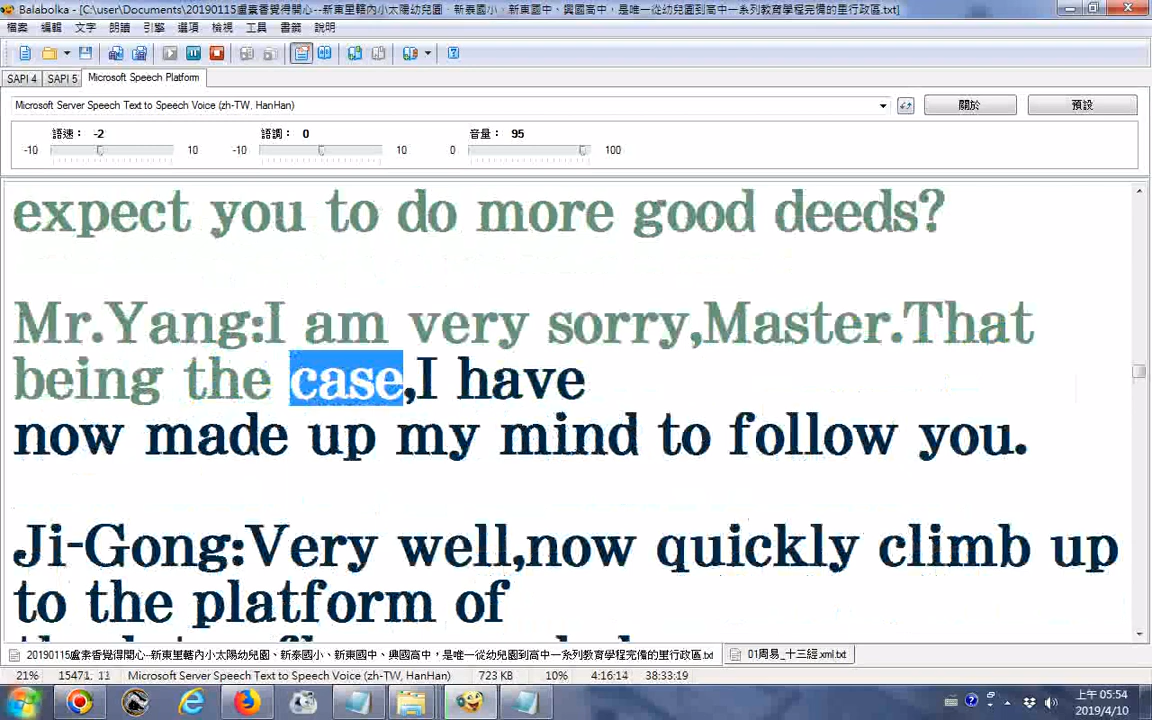 Balabolka - [C:\user\Documents\20190115盧素香覺得開心--新東里轄內小太陽幼兒園、新泰國小、新東國中、興國高中，是唯一從幼兒園到高中一系列教育學程完備的里行政區.txt]
檔案 編輯 文字 朗讀 引擎 選項 檢視 工具 書籤 說明
SAPI 4 SAPI 5 Microsoft Speech Platform
Microsoft Server Speech Text to Speech Voice (zh-TW, HanHan) 關於 預設
語速： -2 語調： 0 音量： 95
-10 10 -10 10 0 100
expect you to do more good deeds?
Mr.Yang:I am very sorry,Master.That
being the case,I have
now made up my mind to follow you.
Ji-Gong:Very well,now quickly climb up
to the platform of
20190115盧素香覺得開心--新東里轄內小太陽幼兒園、新泰國小、新東國中、興國高中，是唯一從幼兒園到高中一系列教育學程完備的里行政區.txt 01周易_十三經.xml.txt
21% 15471, 11 Microsoft Server Speech Text to Speech Voice (zh-TW, HanHan) 723 KB 10% 4:16:14 38:33:19
上午 05:54
2019/4/10